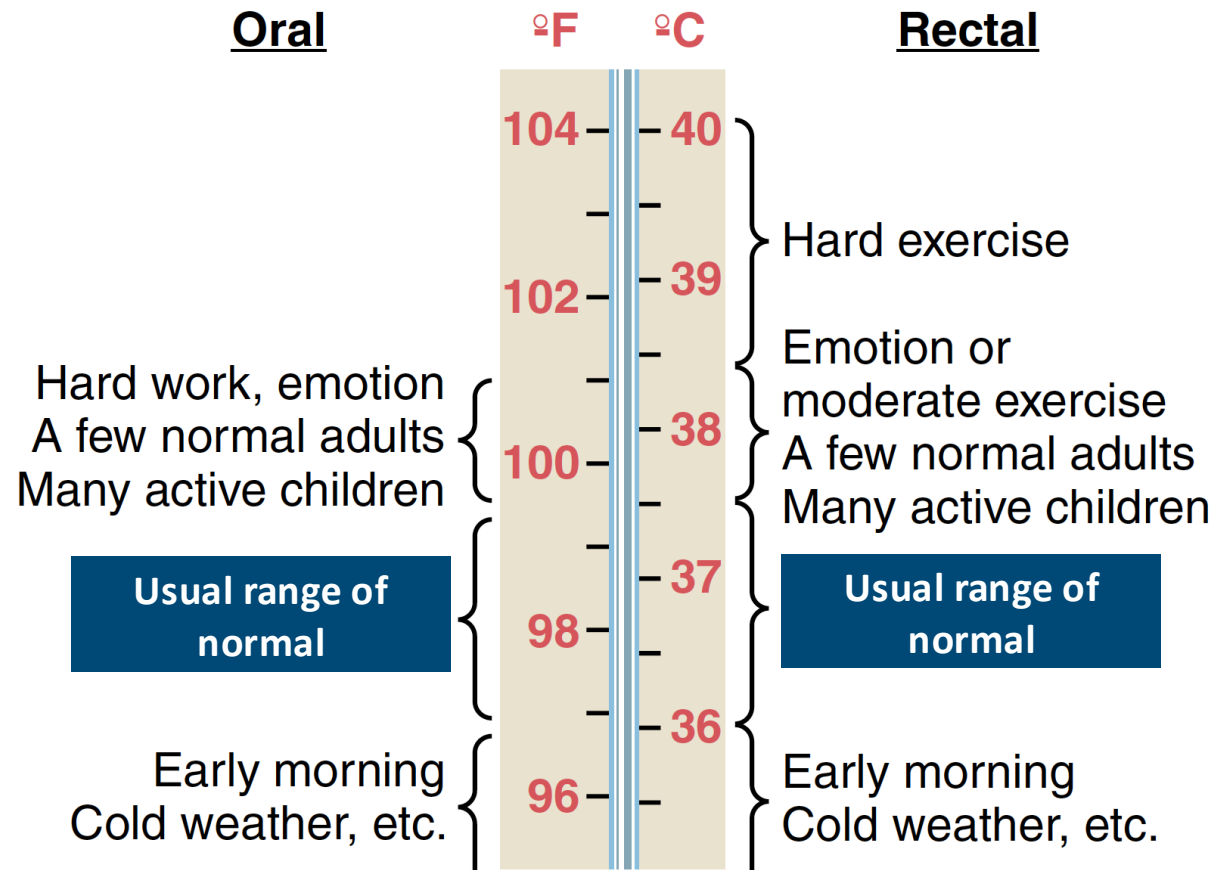 Oral
ºF
ºC
Rectal
104
40
Hard exercise
39
102
Emotion or
moderate exercise
A few normal adults
Many active children
Hard work, emotion
A few normal adults
Many active children
38
100
Usual range of
normal
37
Usual range of
normal
98
36
Early morning
Cold weather, etc.
96
Early morning
Cold weather, etc.